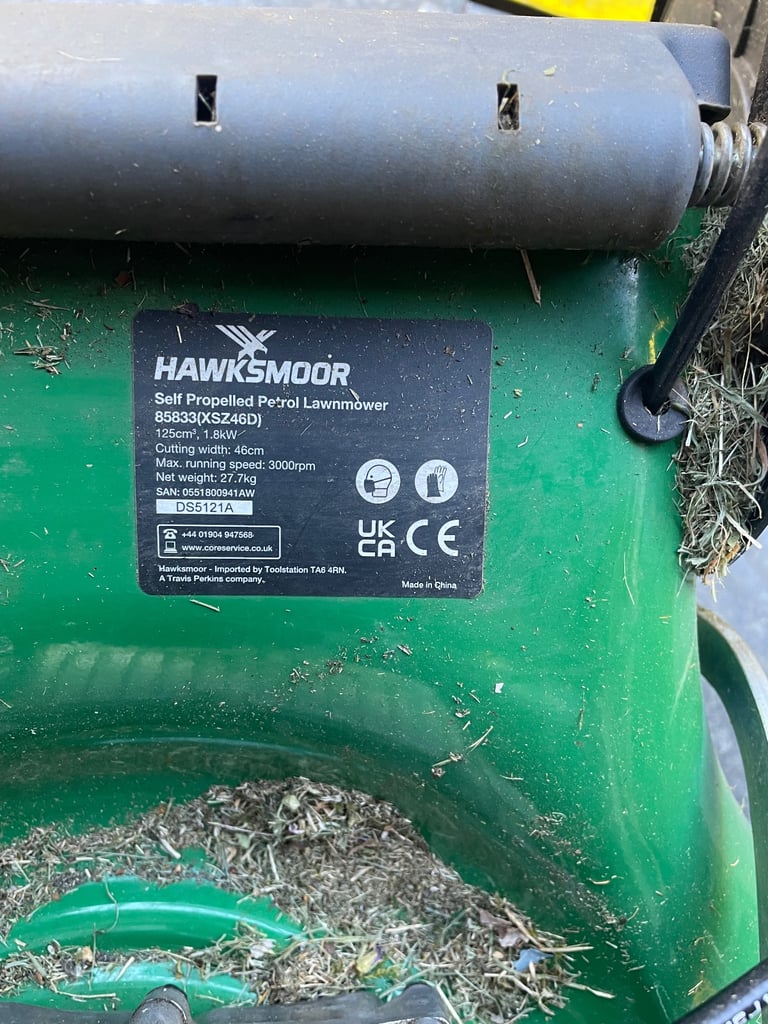 HAWKSMOOR
Self Propelled Petrol Lawnmower
85833(XSZ46D)
125cm³, 1.8kW
Cutting width: 46cm
Max. running speed: 3000rpm
Net weight: 27.7kg
SAN: 0551800941AW
DS5121A
+44 01904 947568
www.coreservice.co.uk
UK
CA CE
Hawksmoor - Imported by Toolstation TA6 4RN.
A Travis Perkins company.
Made in China